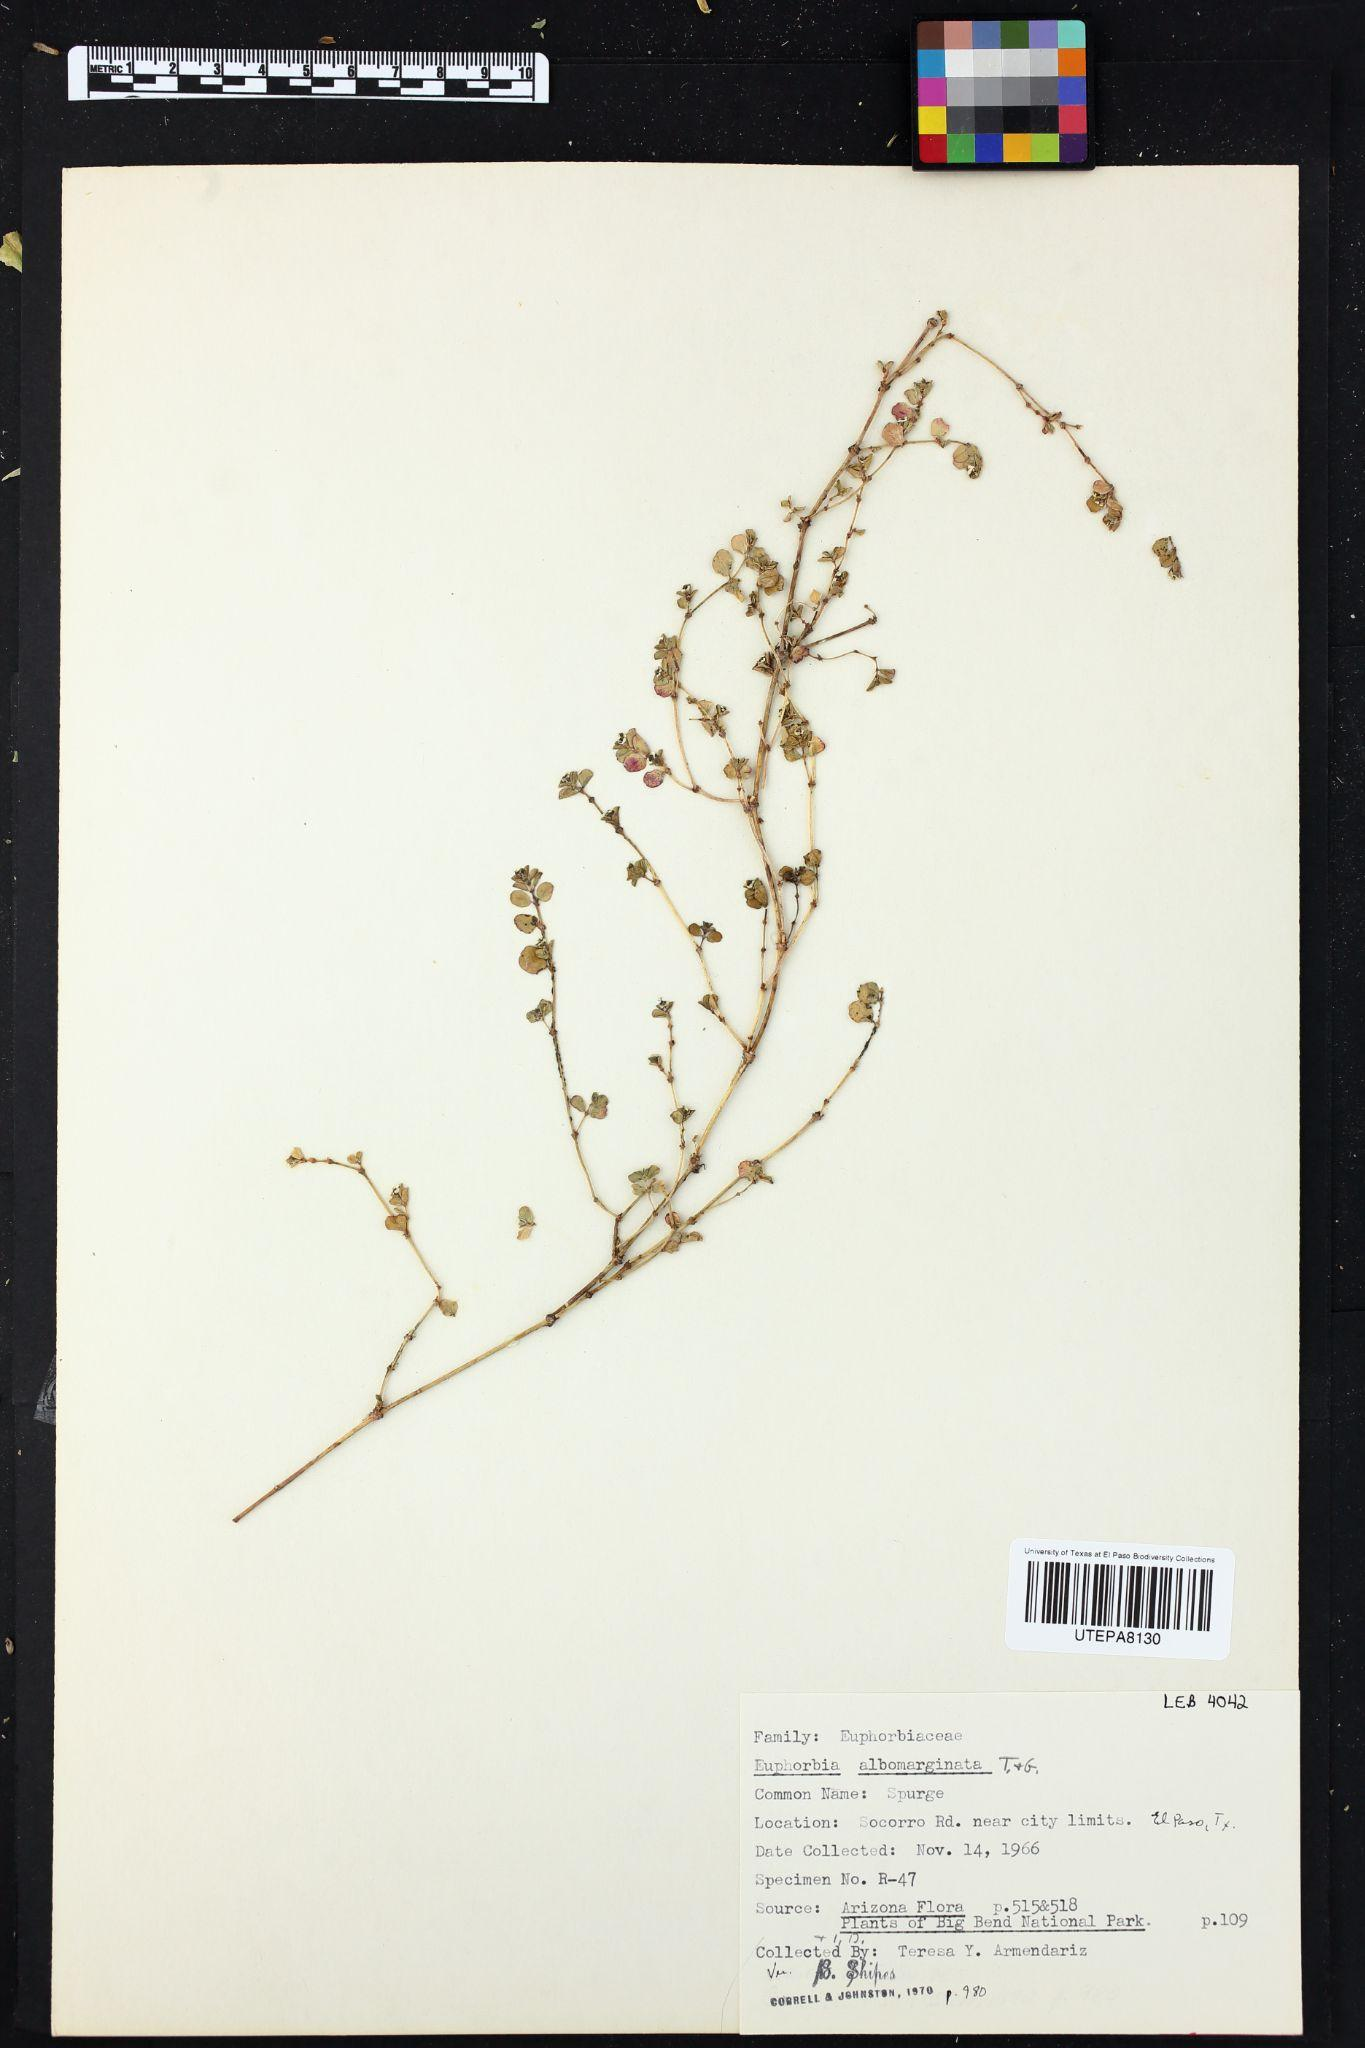 METRIC 1 2 3 4 5 6 7 8 9 10
University of Texas at El Paso Biodiversity Collections
UTEPA8130
LEB 4042
Family: Euphorbiaceae
Euphorbia albomarginata T. & G.
Common Name: Spurge
Location: Socorro Rd. near city limits. El Paso, Tx.
Date Collected: Nov. 14, 1966
Specimen No. R-47
Source: Arizona Flora p.515&518
Plants of Big Bend National Park. p.109
Collected By: Teresa Y. Armendariz
Ver. B. Shipes
CORRELL & JOHNSTON, 1970 p. 980